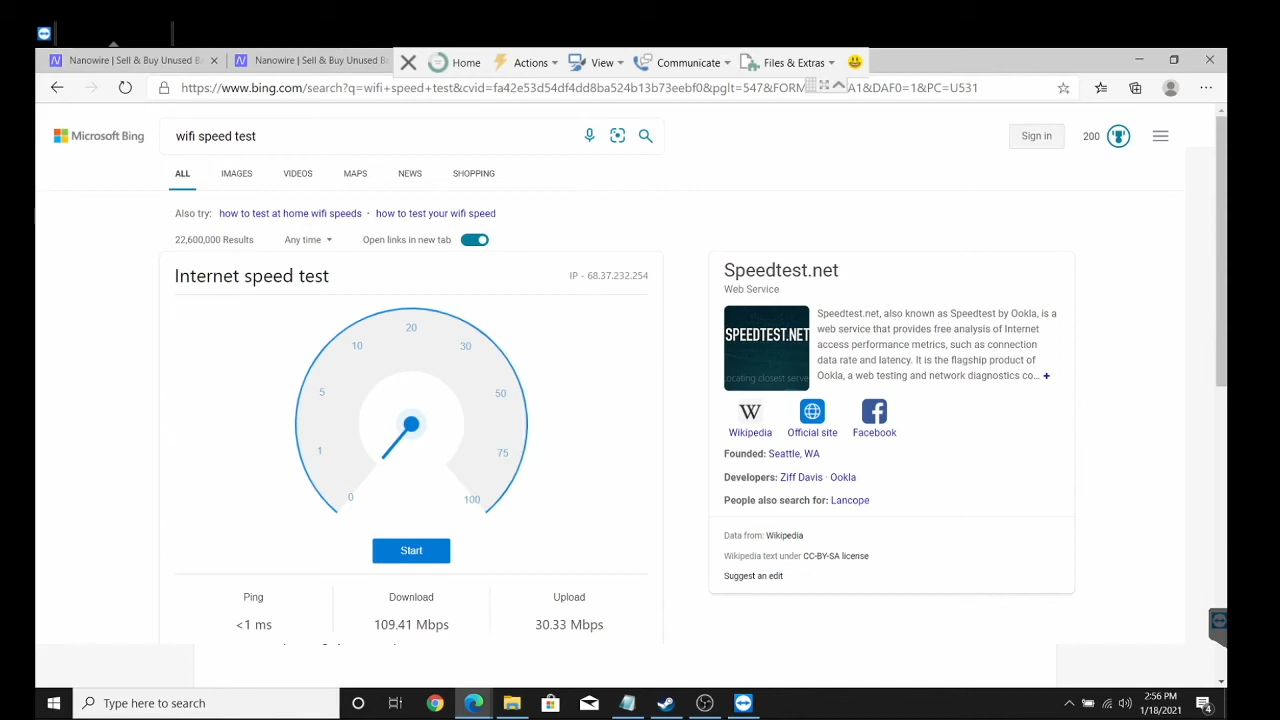 Nanowire | Sell & Buy Unused Ba
Nanowire | Sell & Buy Unused B
Home
Actions
View
Communicate
Files & Extras
https://www.bing.com/search?q=wifi+speed+test&cvid=fa42e53d54df4dd8ba524b13b73eebf0&pglt=547&FORM A1&DAF0=1&PC=U531
Microsoft Bing
wifi speed test
Sign in
200
ALL
IMAGES
VIDEOS
MAPS
NEWS
SHOPPING
Also try: how to test at home wifi speeds · how to test your wifi speed
22,600,000 Results
Any time
Open links in new tab
Internet speed test
IP - 68.37.232.254
20
10
30
5
50
1
75
0
100
Start
Ping
Download
Upload
<1 ms
109.41 Mbps
30.33 Mbps
Speedtest.net
Web Service
SPEEDTEST.NET
ocating closest serve
Speedtest.net, also known as Speedtest by Ookla, is a
web service that provides free analysis of Internet
access performance metrics, such as connection
data rate and latency. It is the flagship product of
Ookla, a web testing and network diagnostics co… +
W
Wikipedia
Official site
Facebook
Founded: Seattle, WA
Developers: Ziff Davis · Ookla
People also search for: Lancope
Data from: Wikipedia
Wikipedia text under CC-BY-SA license
Suggest an edit
Type here to search
2:56 PM
1/18/2021
4